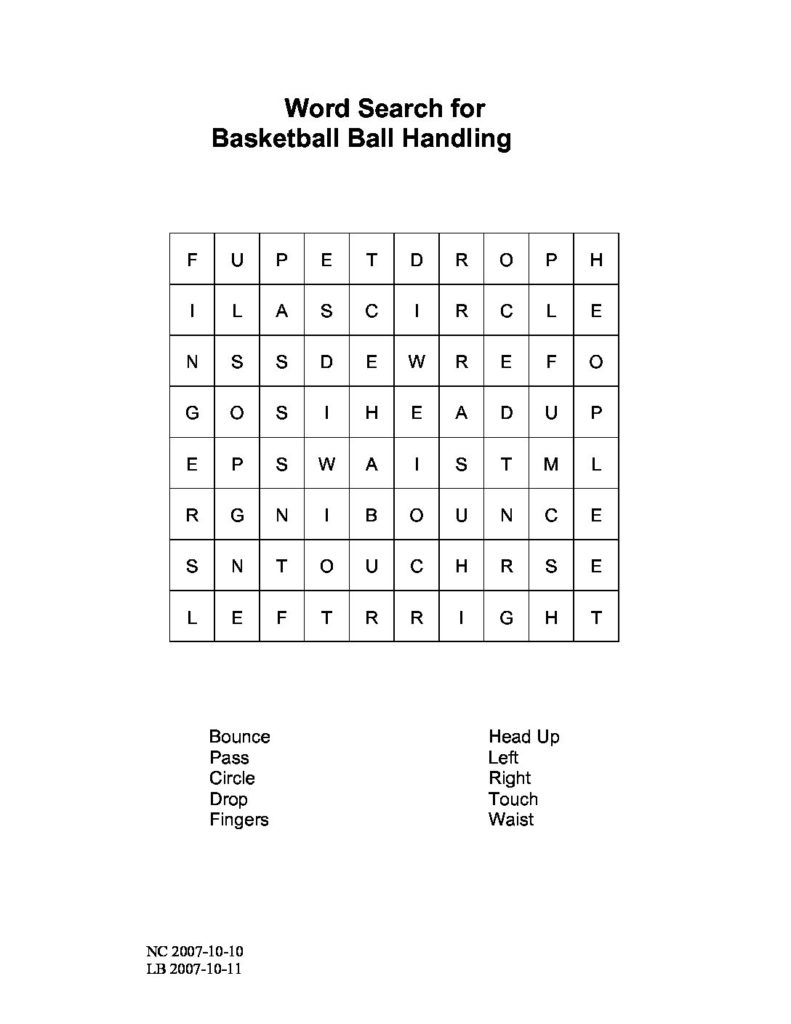 Word Search for
Basketball Ball Handling
F U P E T D R O P H
I L A S C I R C L E
N S S D E W R E F O
G O S I H E A D U P
E P S W A I S T M L
R G N I B O U N C E
S N T O U C H R S E
L E F T R R I G H T
Bounce Head Up
Pass Left
Circle Right
Drop Touch
Fingers Waist
NC 2007-10-10
LB 2007-10-11